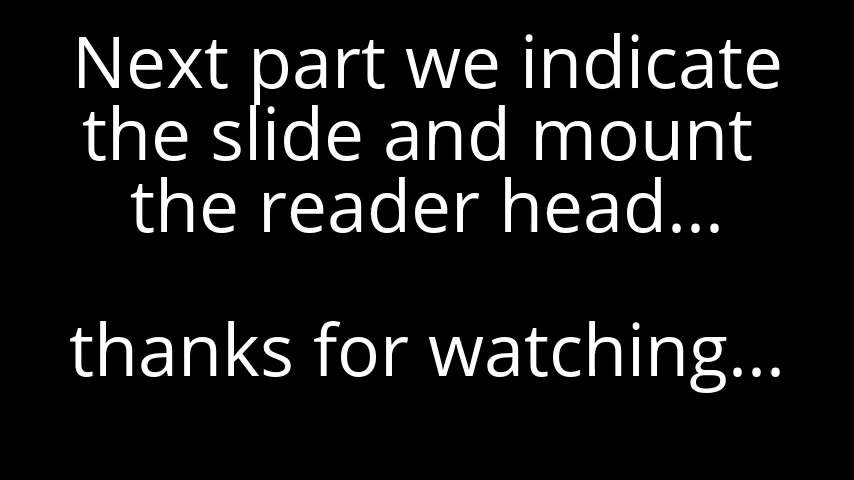 Next part we indicate
the slide and mount
the reader head...
thanks for watching...